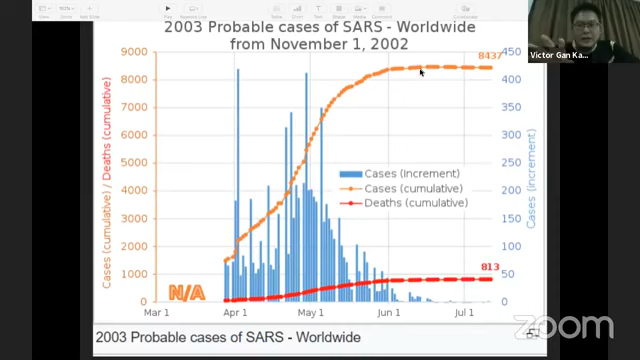 2003 Probable cases of SARS - Worldwide
from November 1, 2002
Victor Gan Ka...
9000
8000
7000
6000
5000
4000
3000
2000
1000
0
Cases (cumulative) / Deaths (cumulative)
8437
450
400
350
300
250
200
150
100
50
0
Cases (increment)
Cases (increment)
Cases (cumulative)
Deaths (cumulative)
813
N/A
Mar 1
Apr 1
May 1
Jun 1
Jul 1
2003 Probable cases of SARS - Worldwide
zoom